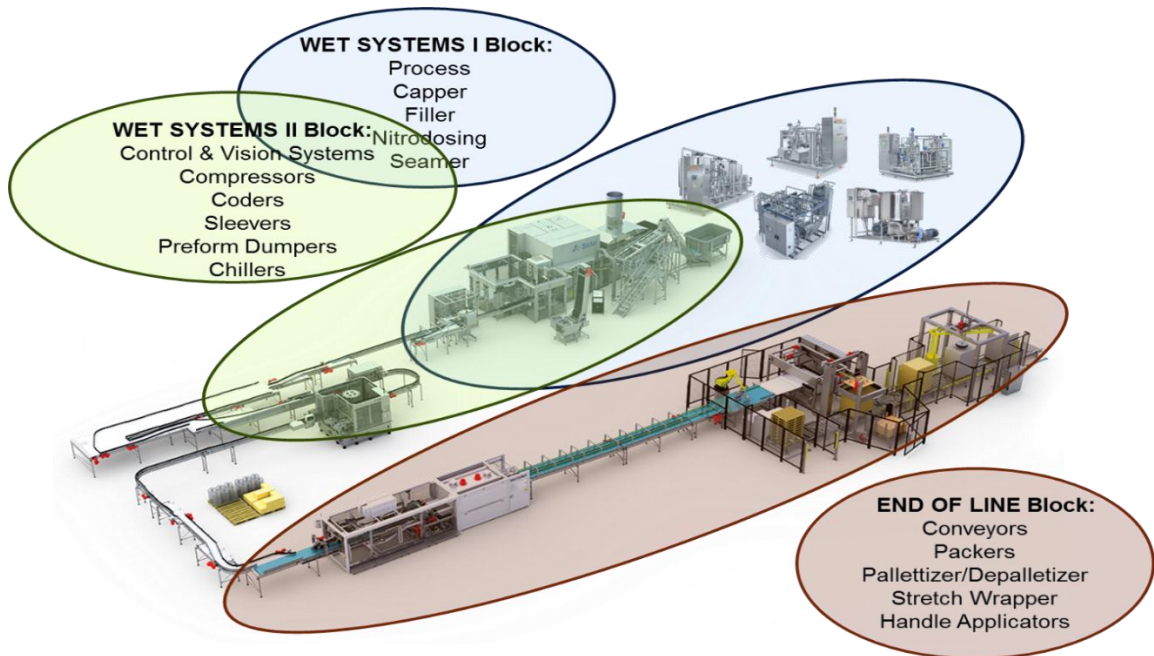 WET SYSTEMS I Block:
Process
Capper
Filler
Nitrodosing
Seamer
WET SYSTEMS II Block:
Control & Vision Systems
Compressors
Coders
Sleevers
Preform Dumpers
Chillers
END OF LINE Block:
Conveyors
Packers
Pallettizer/Depalletizer
Stretch Wrapper
Handle Applicators